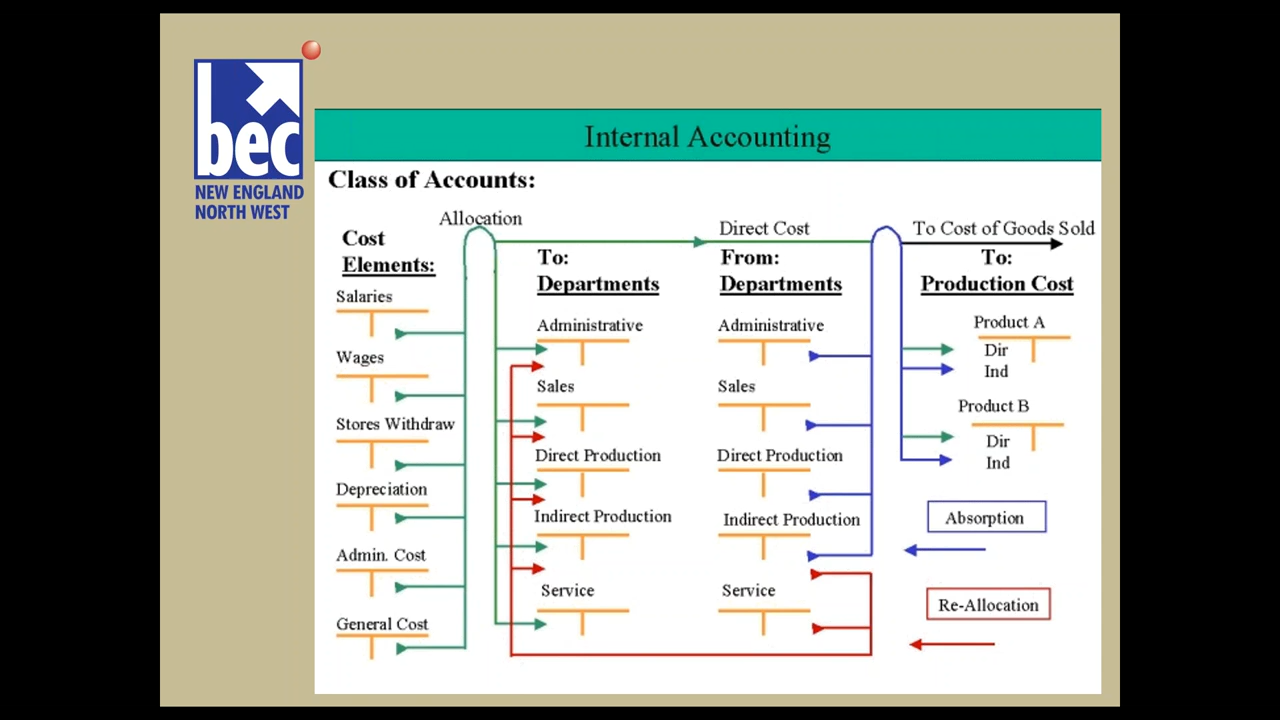 bec
NEW ENGLAND
NORTH WEST
Internal Accounting
Class of Accounts:
Allocation
Direct Cost
To Cost of Goods Sold
Cost
Elements:
To:
Departments
From:
Departments
To:
Production Cost
Salaries
Wages
Stores Withdraw
Depreciation
Admin. Cost
General Cost
Administrative
Sales
Direct Production
Indirect Production
Service
Administrative
Sales
Direct Production
Indirect Production
Service
Product A
Dir
Ind
Product B
Dir
Ind
Absorption
Re-Allocation